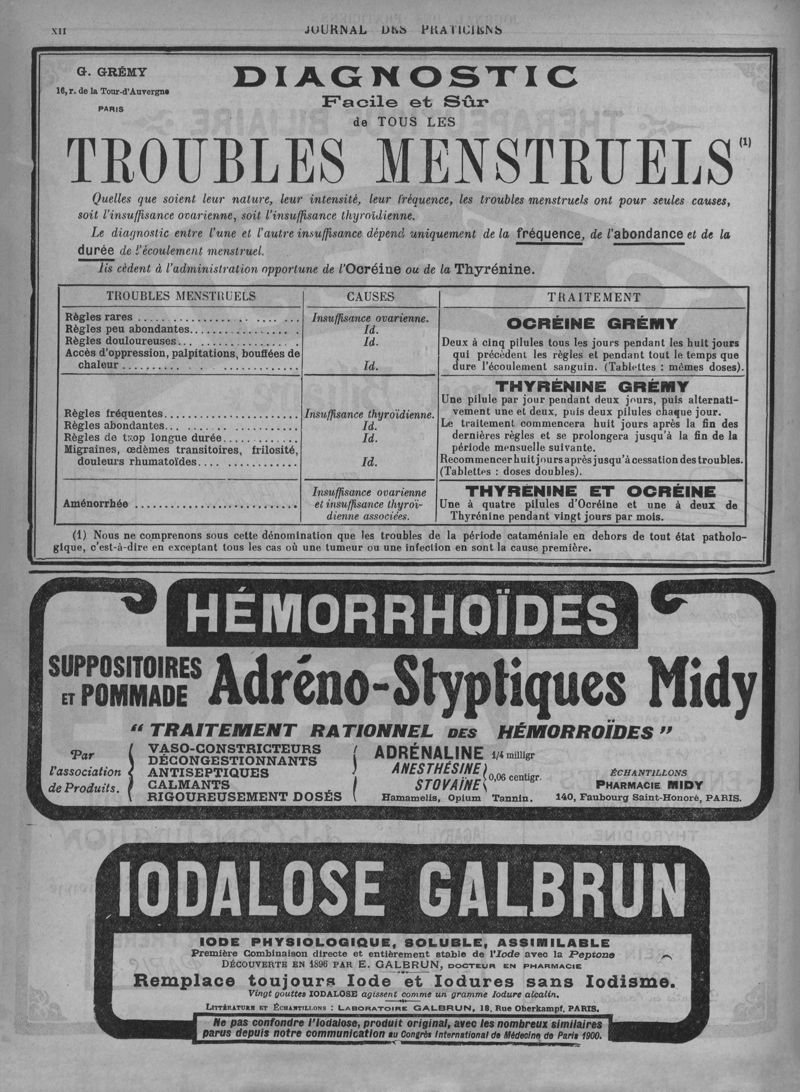 XII
JOURNAL DES PRATICIENS
G. GRÉMY
16, r. de la Tour-d'Auvergne
PARIS
DIAGNOSTIC
Facile et Sûr
de TOUS LES
TROUBLES MENSTRUELS (1)
Quelles que soient leur nature, leur intensité, leur fréquence, les troubles menstruels ont pour seules causes,
soit l'insuffisance ovarienne, soit l'insuffisance thyroïdienne.
Le diagnostic entre l'une et l'autre insuffisance dépend uniquement de la fréquence, de l'abondance et de la
durée de l'écoulement menstruel.
Ils cèdent à l'administration opportune de l'Ocréine ou de la Thyrénine.
TROUBLES MENSTRUELS
CAUSES
TRAITEMENT
Règles rares
Insuffisance ovarienne.
Règles peu abondantes
Id.
Règles douloureuses
Id.
Accès d'oppression, palpitations, bouffées de
chaleur
Id.
OCRÉINE GRÉMY
Deux à cinq pilules tous les jours pendant les huit jours
qui précèdent les règles et pendant tout le temps que
dure l'écoulement sanguin. (Tablettes : mêmes doses).
Règles fréquentes
Insuffisance thyroïdienne.
Règles abondantes
Id.
Règles de trop longue durée
Id.
Migraines, œdèmes transitoires, frilosité,
douleurs rhumatoïdes
Id.
THYRÉNINE GRÉMY
Une pilule par jour pendant deux jours, puis alternati-
vement une et deux, puis deux pilules chaque jour.
Le traitement commencera huit jours après la fin des
dernières règles et se prolongera jusqu'à la fin de la
période mensuelle suivante.
Recommencer huit jours après jusqu'à cessation des troubles.
(Tablettes : doses doubles).
Aménorrhée
Insuffisance ovarienne
et insuffisance thyroï-
dienne associées.
THYRÉNINE ET OCRÉINE
Une à quatre pilules d'Ocréine et une à deux de
Thyrénine pendant vingt jours par mois.
(1) Nous ne comprenons sous cette dénomination que les troubles de la période cataméniale en dehors de tout état patholo-
gique, c'est-à-dire en exceptant tous les cas où une tumeur ou une infection en sont la cause première.
HÉMORRHOÏDES
SUPPOSITOIRES
ET POMMADE
Adréno-Styptiques Midy
“ TRAITEMENT RATIONNEL DES HÉMORROÏDES ”
Par
l'association
de Produits.
VASO-CONSTRICTEURS
DÉCONGESTIONNANTS
ANTISEPTIQUES
CALMANTS
RIGOUREUSEMENT DOSÉS
ADRÉNALINE 1/4 milligr
ANESTHÉSINE
STOVAÏNE
0,06 centigr.
Hamamelis, Opium Tannin.
ÉCHANTILLONS
PHARMACIE MIDY
140, Faubourg Saint-Honoré, PARIS.
IODALOSE GALBRUN
IODE PHYSIOLOGIQUE, SOLUBLE, ASSIMILABLE
Première Combinaison directe et entièrement stable de l'Iode avec la Peptone
DÉCOUVERTE EN 1896 PAR E. GALBRUN, DOCTEUR EN PHARMACIE
Remplace toujours Iode et Iodures sans Iodisme.
Vingt gouttes IODALOSE agissent comme un gramme Iodure alcalin.
LITTÉRATURE ET ÉCHANTILLONS : LABORATOIRE GALBRUN, 18, Rue Oberkampf, PARIS.
Ne pas confondre l'Iodalose, produit original, avec les nombreux similaires
parus depuis notre communication au Congrès International de Médecine de Paris 1900.